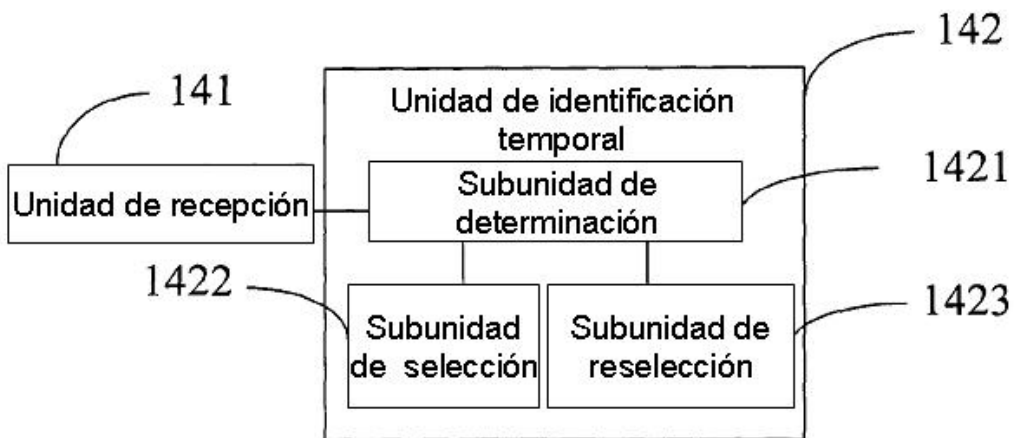 142
Unidad de identificación
temporal
141
Unidad de recepción
Subunidad de
determinación
1421
1422
Subunidad
de selección
Subunidad de
reselección
1423